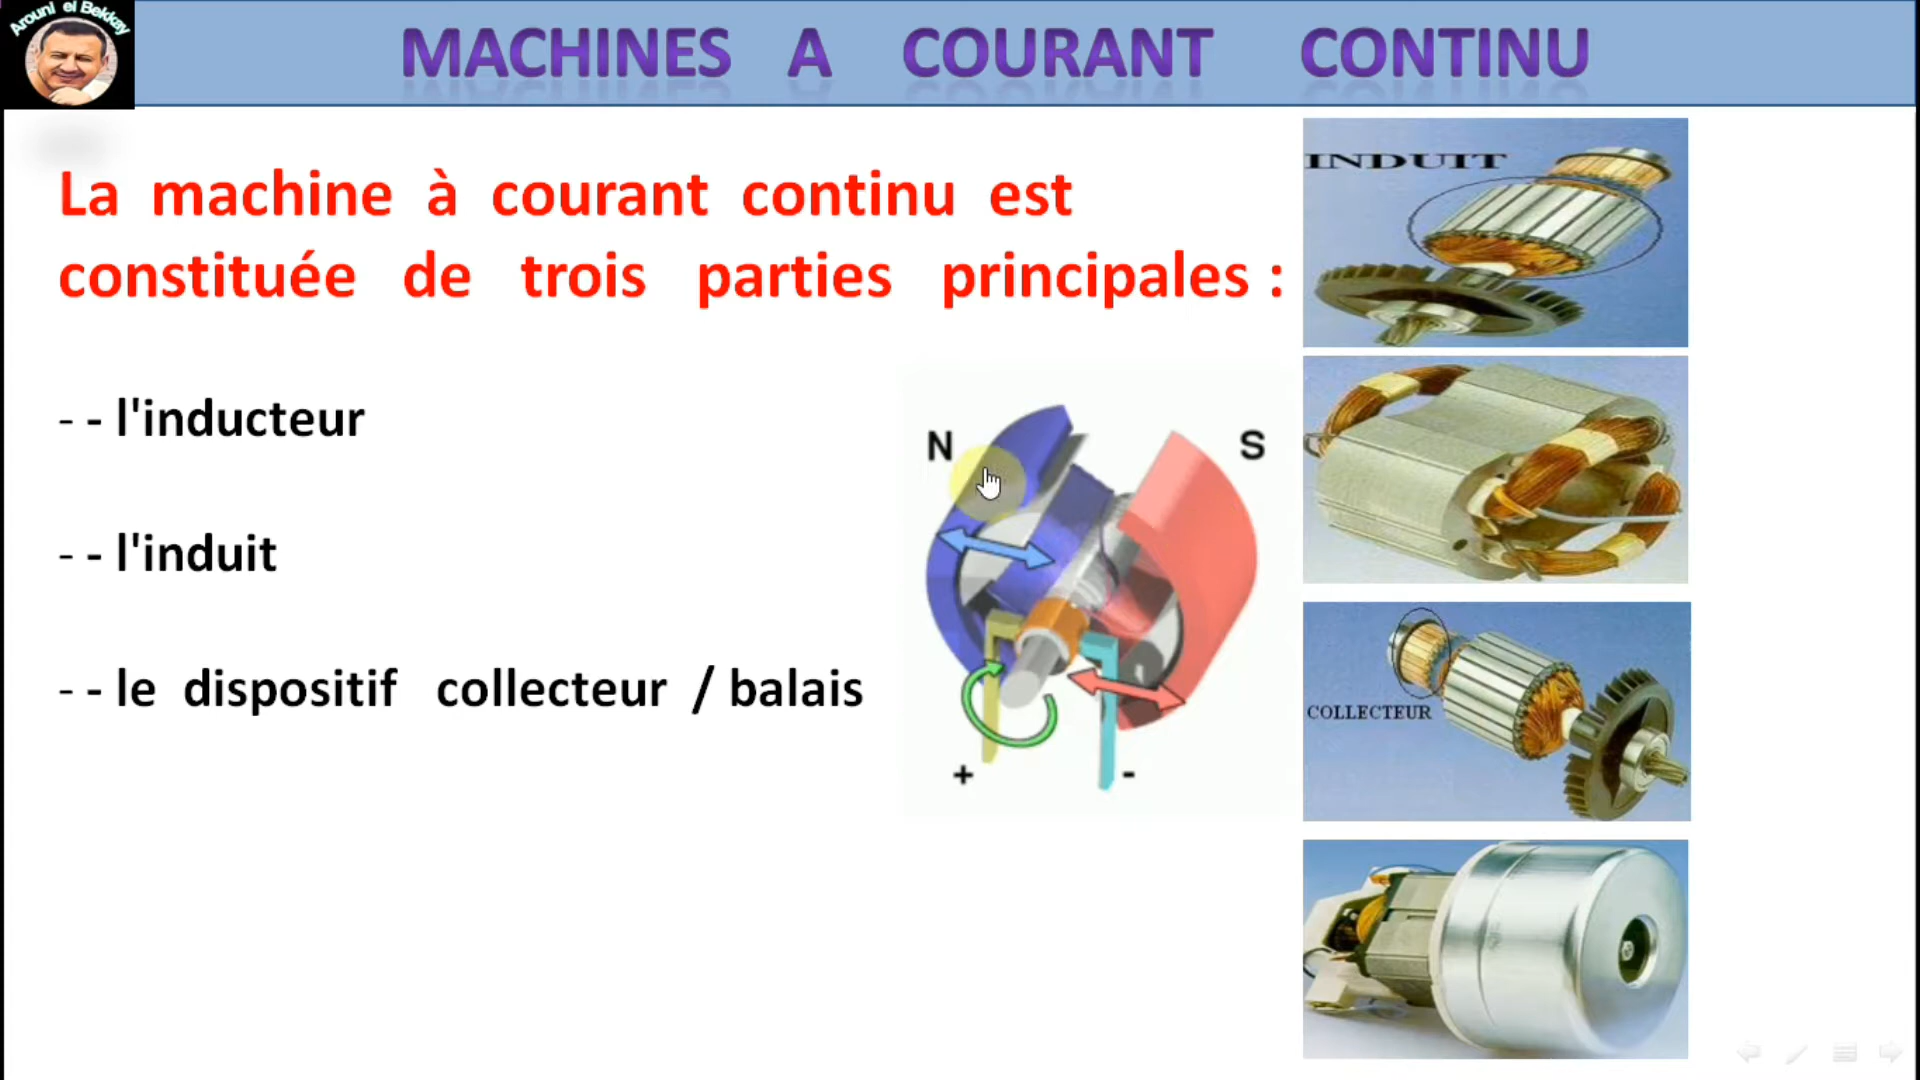 Arouni el Bekkay
MACHINES A COURANT CONTINU
La machine à courant continu est
constituée de trois parties principales :
- - l'inducteur
- - l'induit
- - le dispositif collecteur / balais
N
S
+
-
INDUIT
COLLECTEUR